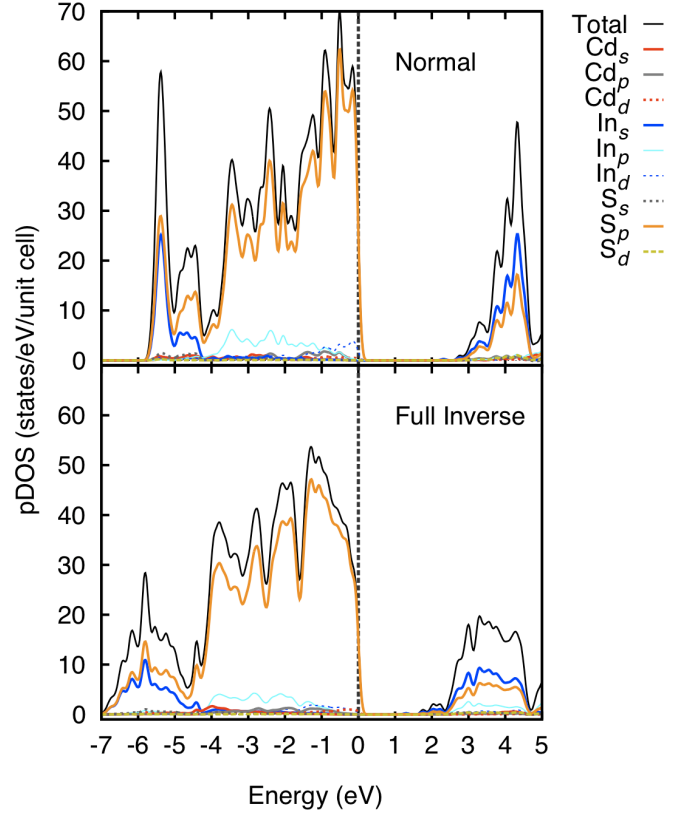 70
60
50
40
30
20
10
0
Normal
60
50
40
30
20
10
0
Full Inverse
-7 -6 -5 -4 -3 -2 -1 0 1 2 3 4 5
Energy (eV)
pDOS (states/eV/unit cell)
Total
Cds
Cdp
Cdd
Ins
Inp
Ind
Ss
Sp
Sd